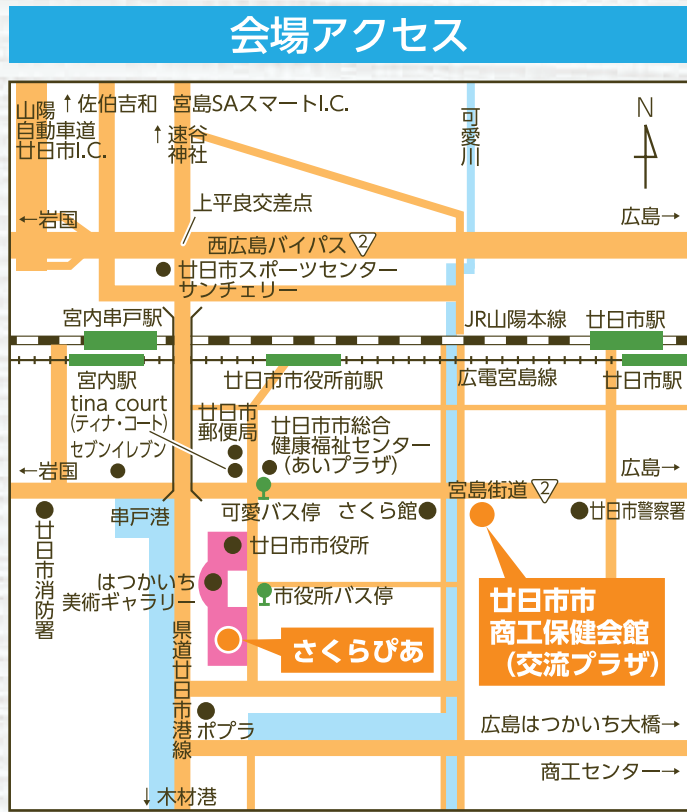 会場アクセス
山陽
自動車道
廿日市I.C.
↑佐伯吉和
宮島SAスマートI.C.
↑速谷
神社
可愛川
N
上平良交差点
←岩国
広島→
西広島バイパス 2
廿日市スポーツセンター
サンチェリー
宮内串戸駅
JR山陽本線
廿日市駅
宮内駅
廿日市市役所前駅
広電宮島線
廿日市駅
tina court
(ティナ・コート)
セブンイレブン
廿日市
郵便局
廿日市市総合
健康福祉センター
(あいプラザ)
←岩国
広島→
宮島街道 2
串戸港
可愛バス停
さくら館
廿日市警察署
廿日市消防署
廿日市市役所
はつかいち
美術ギャラリー
市役所バス停
廿日市市
商工保健会館
(交流プラザ)
さくらぴあ
県道廿日市港線
ポプラ
広島はつかいち大橋→
商工センター→
↓木材港